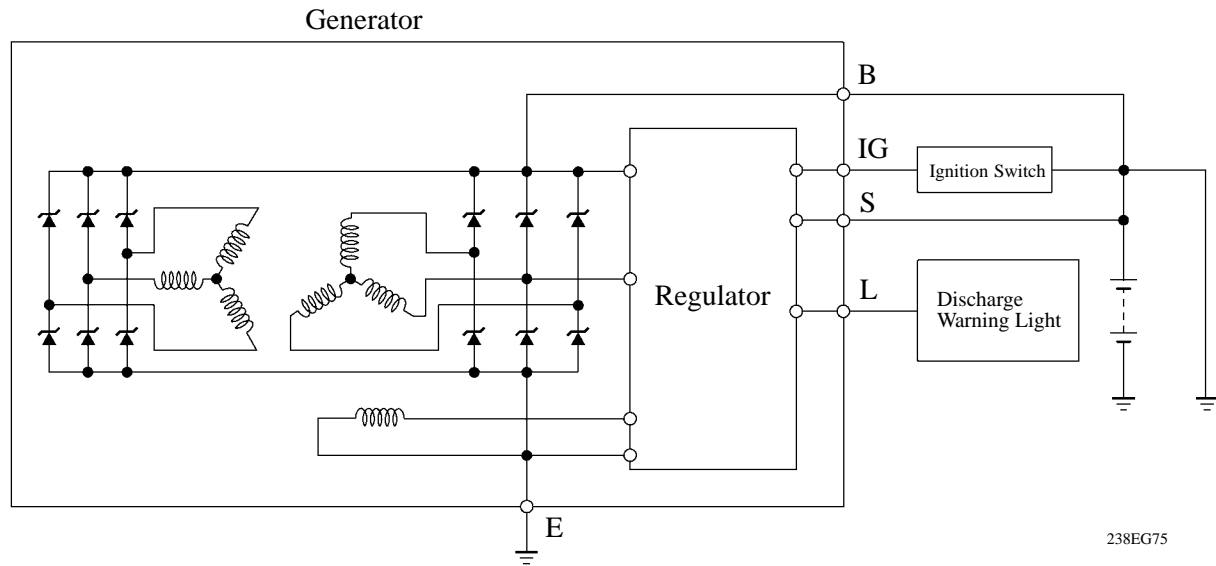 Generator
B
IG
Ignition Switch
S
Regulator
L
Discharge
Warning Light
E
238EG75